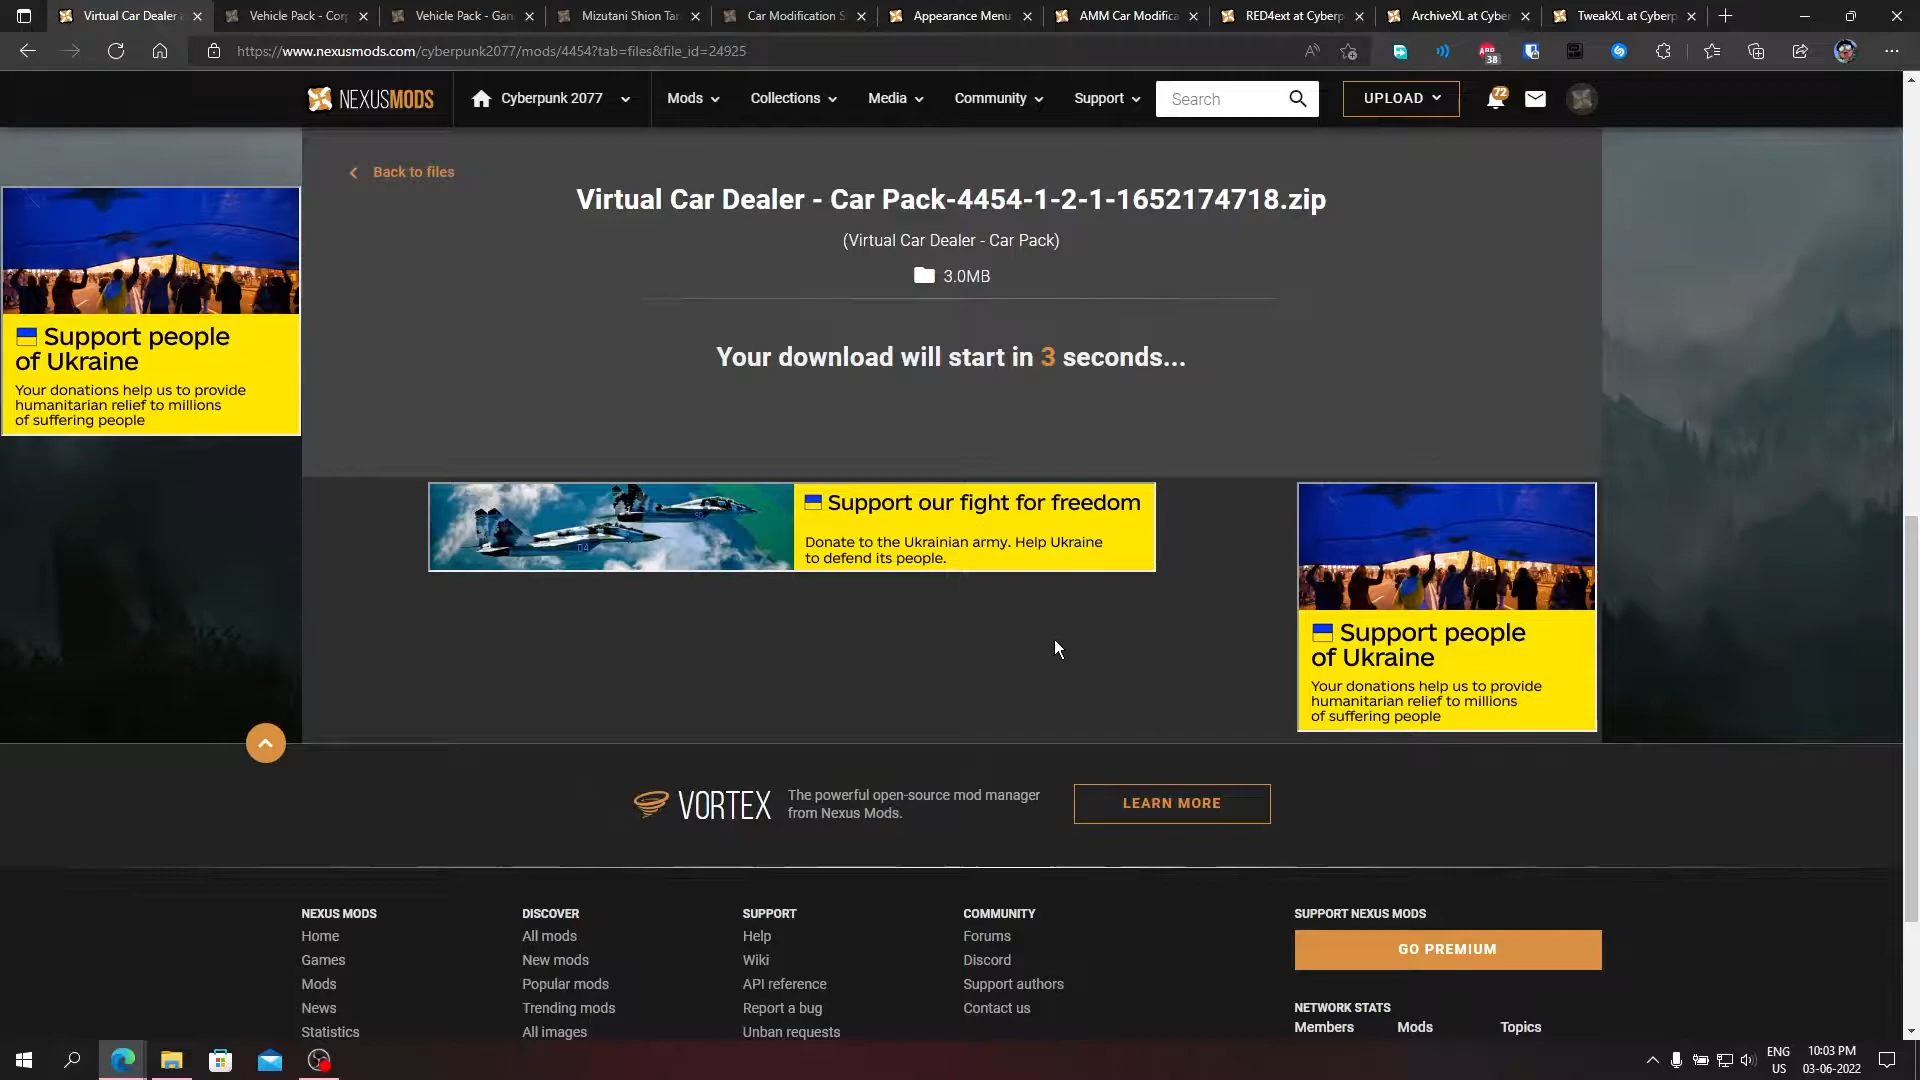 Virtual Car Dealer
Vehicle Pack - Corp
Vehicle Pack - Gan
Mizutani Shion Tar
Car Modification S
Appearance Menu
AMM Car Modifica
RED4ext at Cyberp
ArchiveXL at Cyber
TweakXL at Cyberp
https://www.nexusmods.com/cyberpunk2077/mods/4454?tab=files&file_id=24925
38
NEXUSMODS
Cyberpunk 2077
Mods
Collections
Media
Community
Support
Search
UPLOAD
72
Back to files
Virtual Car Dealer - Car Pack-4454-1-2-1-1652174718.zip
(Virtual Car Dealer - Car Pack)
3.0MB
Your download will start in 3 seconds...
Support people
of Ukraine
Your donations help us to provide
humanitarian relief to millions
of suffering people
Support our fight for freedom
Donate to the Ukrainian army. Help Ukraine
to defend its people.
Support people
of Ukraine
Your donations help us to provide
humanitarian relief to millions
of suffering people
VORTEX
The powerful open-source mod manager
from Nexus Mods.
LEARN MORE
NEXUS MODS
Home
Games
Mods
News
Statistics
DISCOVER
All mods
New mods
Popular mods
Trending mods
All images
SUPPORT
Help
Wiki
API reference
Report a bug
Unban requests
COMMUNITY
Forums
Discord
Support authors
Contact us
SUPPORT NEXUS MODS
GO PREMIUM
NETWORK STATS
Members
Mods
Topics
ENG
US
10:03 PM
03-06-2022